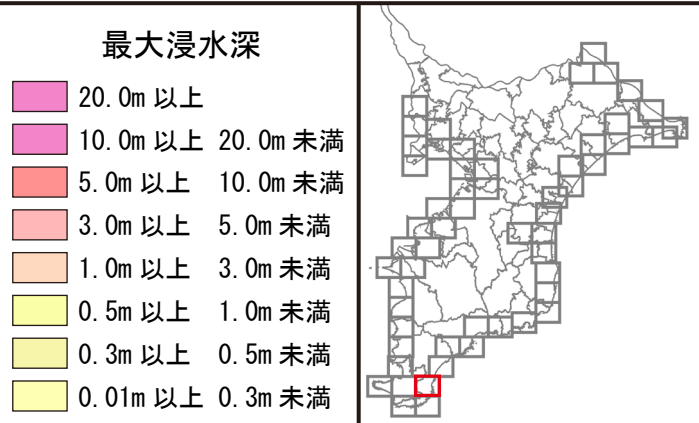 最大浸水深
20.0m 以上
10.0m 以上 20.0m 未満
5.0m 以上 10.0m 未満
3.0m 以上 5.0m 未満
1.0m 以上 3.0m 未満
0.5m 以上 1.0m 未満
0.3m 以上 0.5m 未満
0.01m 以上 0.3m 未満